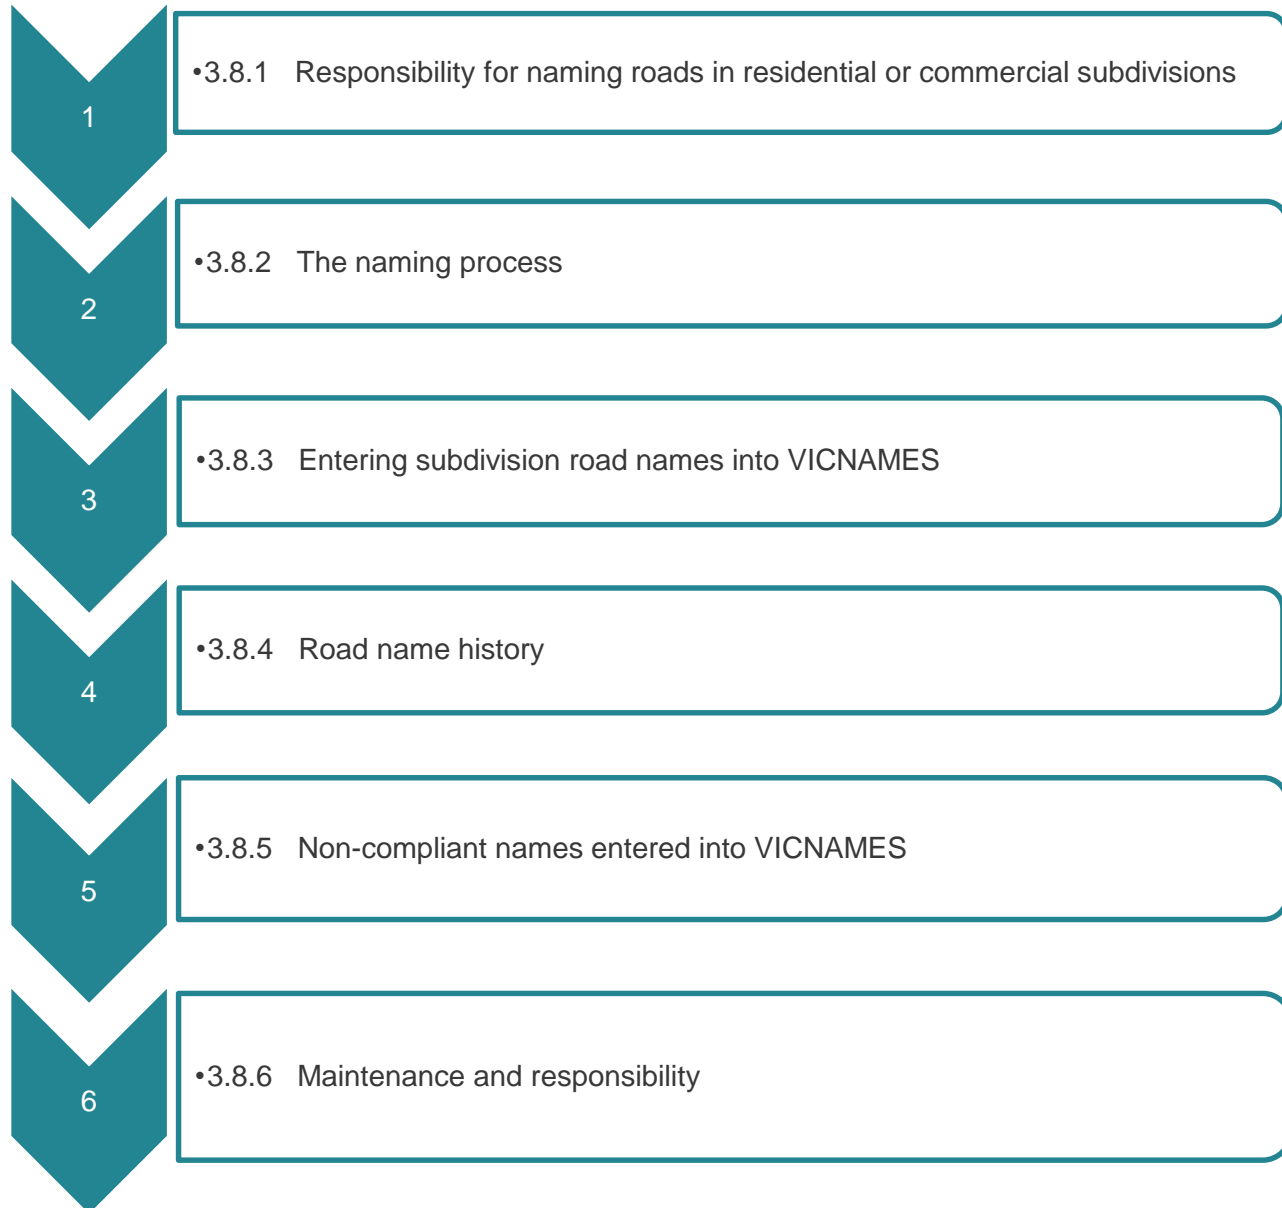 1
•3.8.1 Responsibility for naming roads in residential or commercial subdivisions
2
•3.8.2 The naming process
3
•3.8.3 Entering subdivision road names into VICNAMES
4
•3.8.4 Road name history
5
•3.8.5 Non-compliant names entered into VICNAMES
6
•3.8.6 Maintenance and responsibility